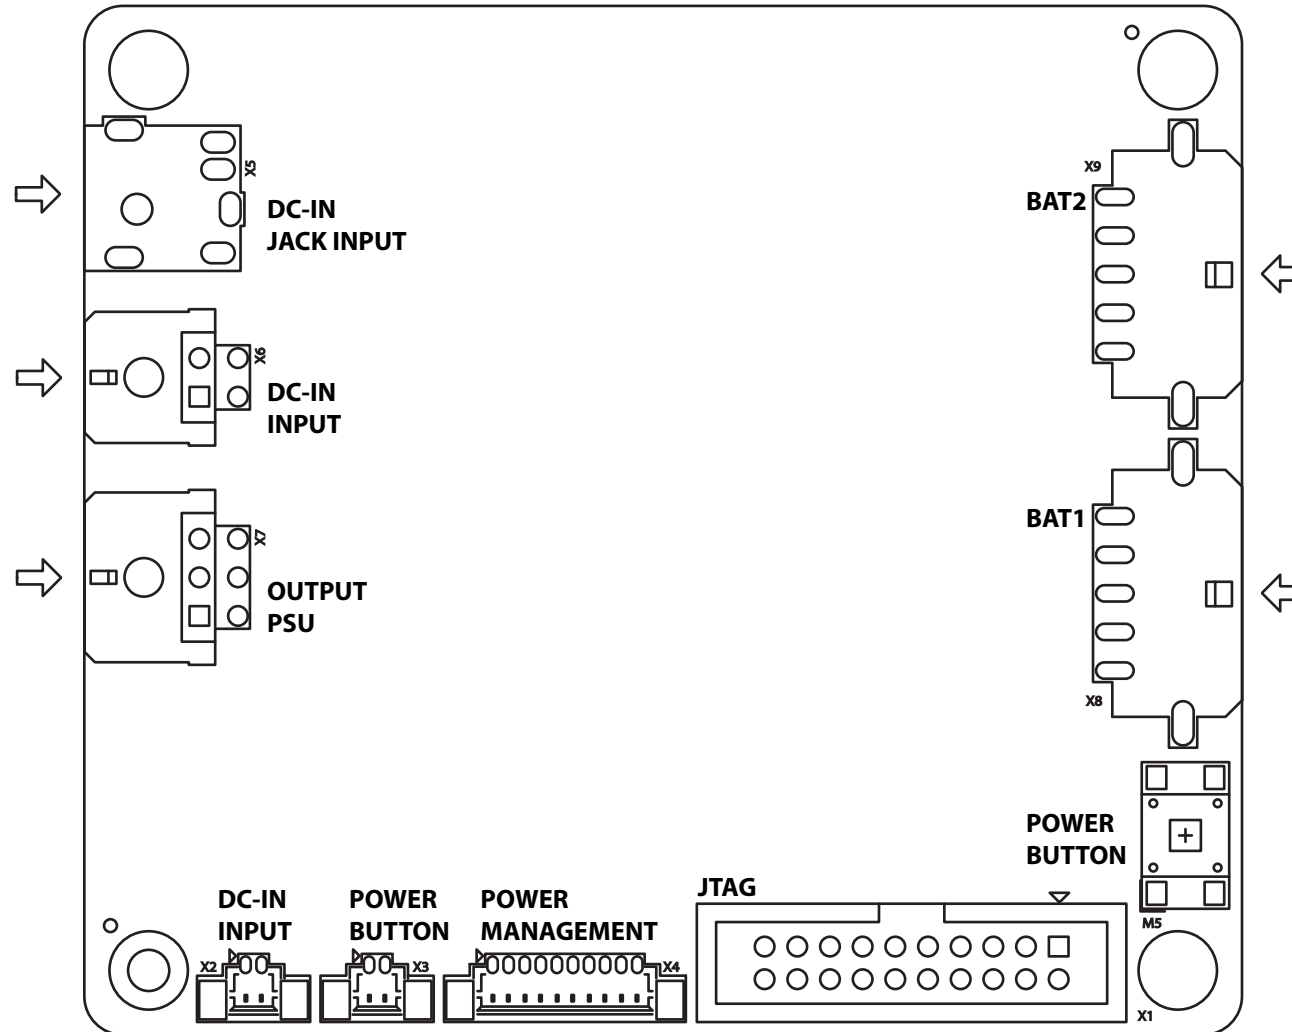 X5
DC-IN
JACK INPUT
X9
BAT2
X6
DC-IN
INPUT
X7
OUTPUT
PSU
BAT1
X8
POWER
BUTTON
M5
DC-IN
INPUT
X2
POWER
BUTTON
X3
POWER
MANAGEMENT
X4
JTAG
X1